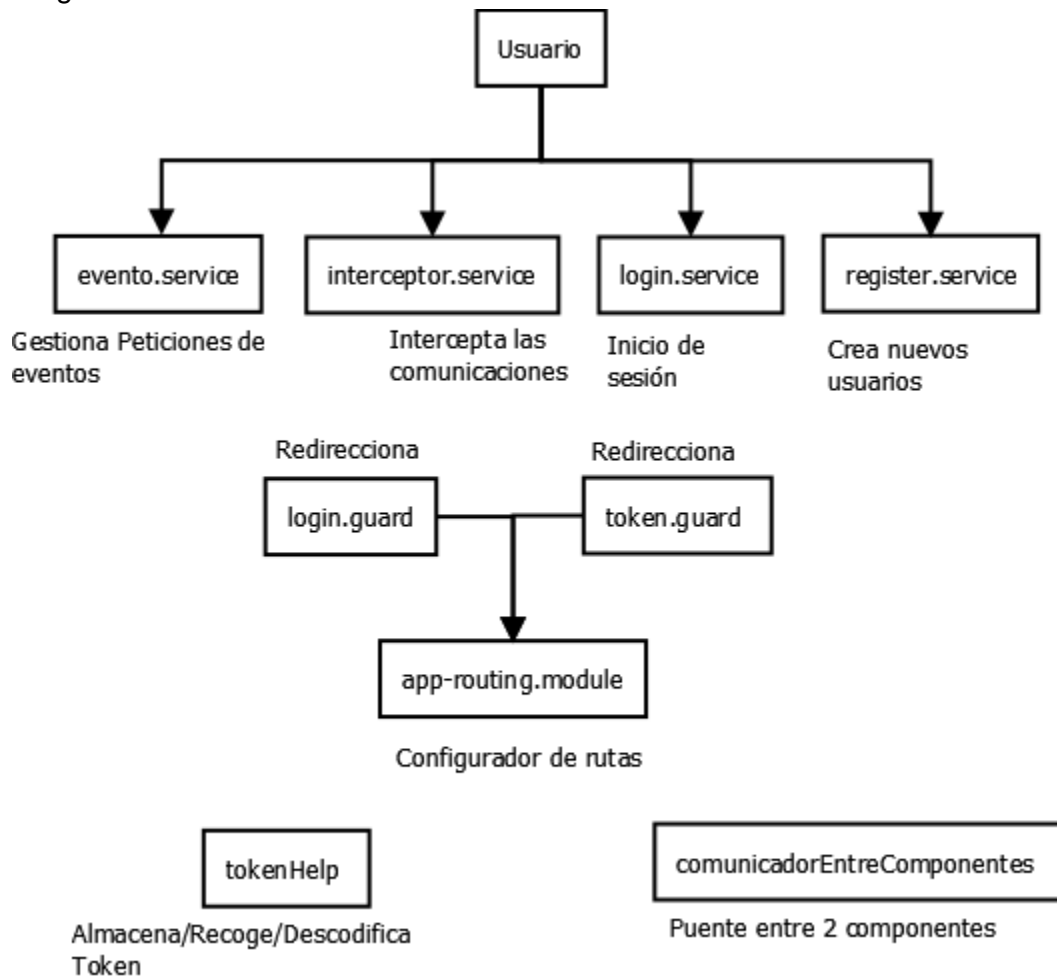 Usuario
evento.service
interceptor.service
login.service
register.service
Gestiona Peticiones de
eventos
Intercepta las
comunicaciones
Inicio de
sesión
Crea nuevos
usuarios
Redirecciona
Redirecciona
login.guard
token.guard
app-routing.module
Configurador de rutas
tokenHelp
comunicadorEntreComponentes
Almacena/Recoge/Descodifica
Token
Puente entre 2 componentes